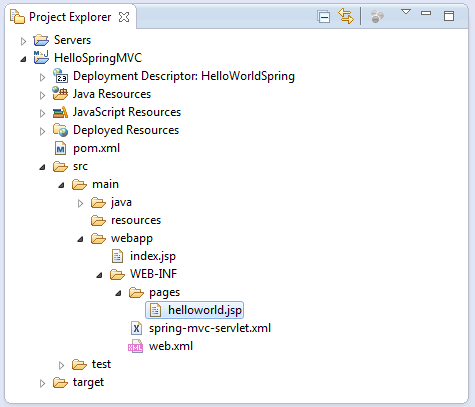 Project Explorer
Servers
HelloSpringMVC
Deployment Descriptor: HelloWorldSpring
Java Resources
JavaScript Resources
Deployed Resources
pom.xml
src
main
java
resources
webapp
index.jsp
WEB-INF
pages
helloworld.jsp
spring-mvc-servlet.xml
web.xml
test
target